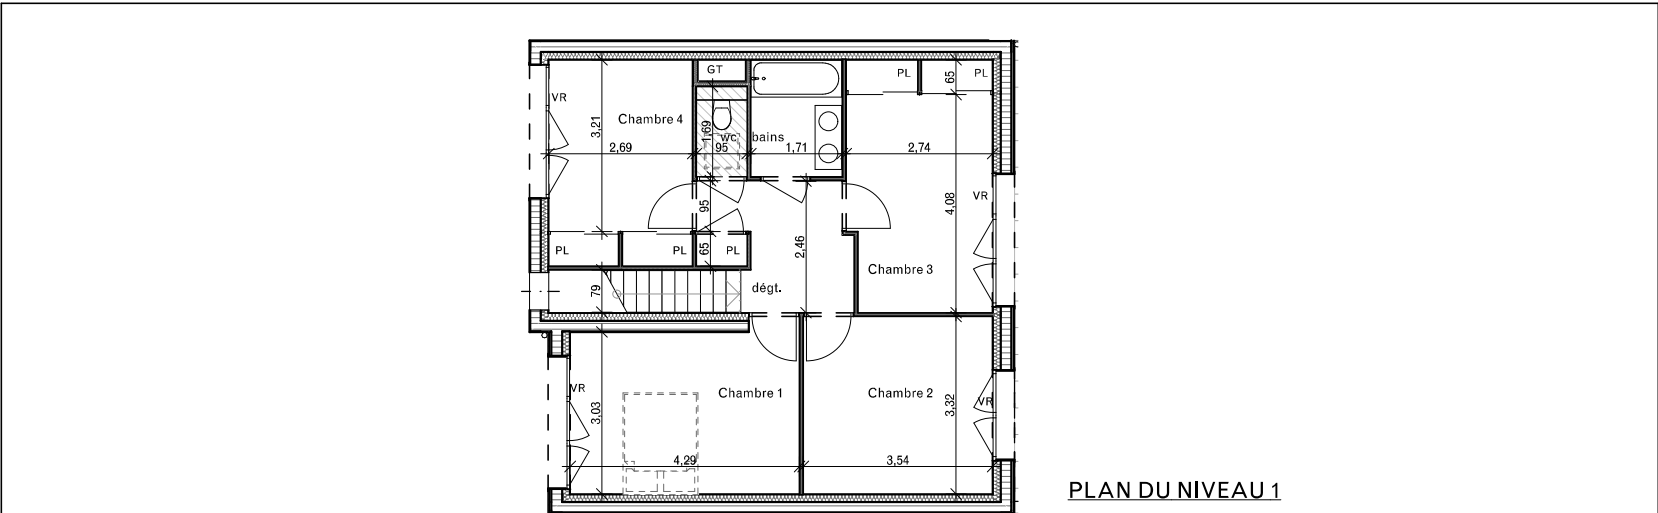 GT
PL
PL
65
VR
Chambre 4
3,21
1,69
wc
bains
2,69
95
1,71
2,74
VR
4,08
95
2,46
PL
PL
65
PL
Chambre 3
79
dégt.
VR
Chambre 1
Chambre 2
VR
3,03
3,32
4,29
3,54
PLAN DU NIVEAU 1